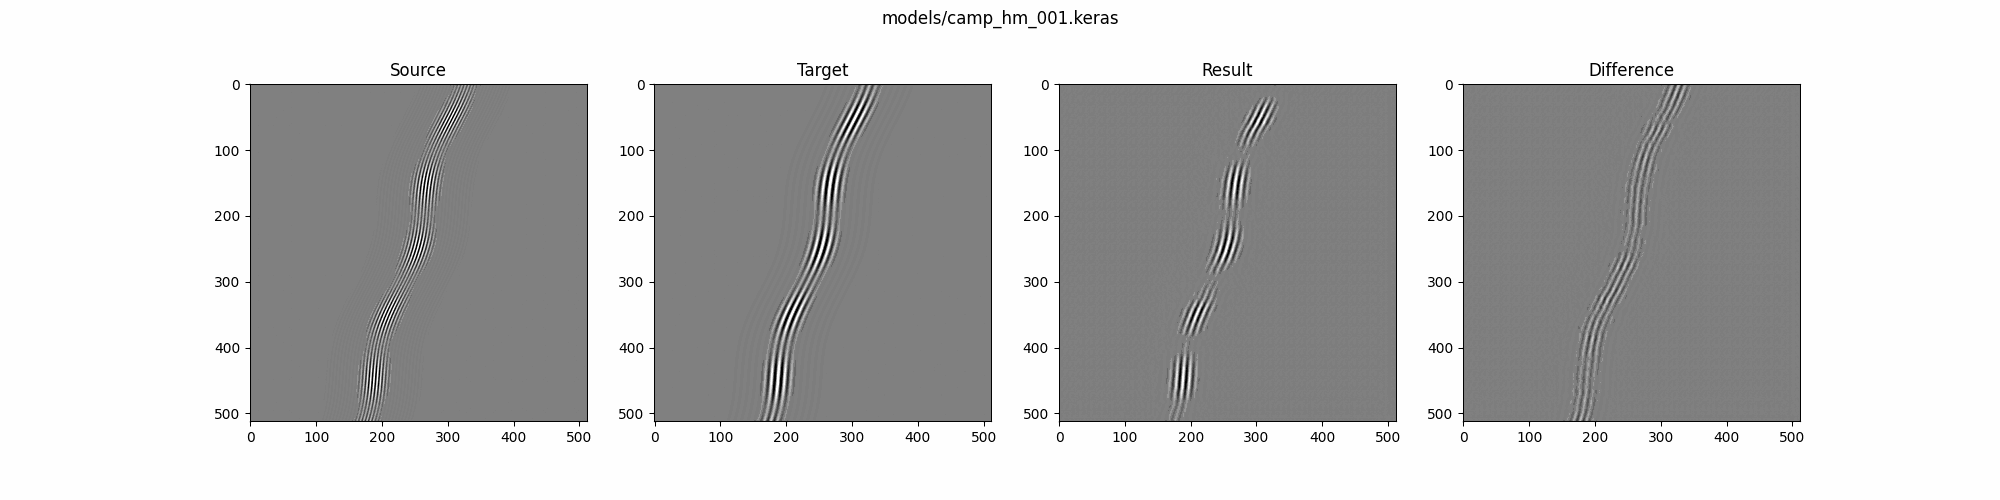 models/camp_hm_001.keras
Source Target Result Difference
0 0 0 0
100 100 100 100
200 200 200 200
300 300 300 300
400 400 400 400
500 500 500 500
0 100 200 300 400 500 0 100 200 300 400 500 0 100 200 300 400 500 0 100 200 300 400 500